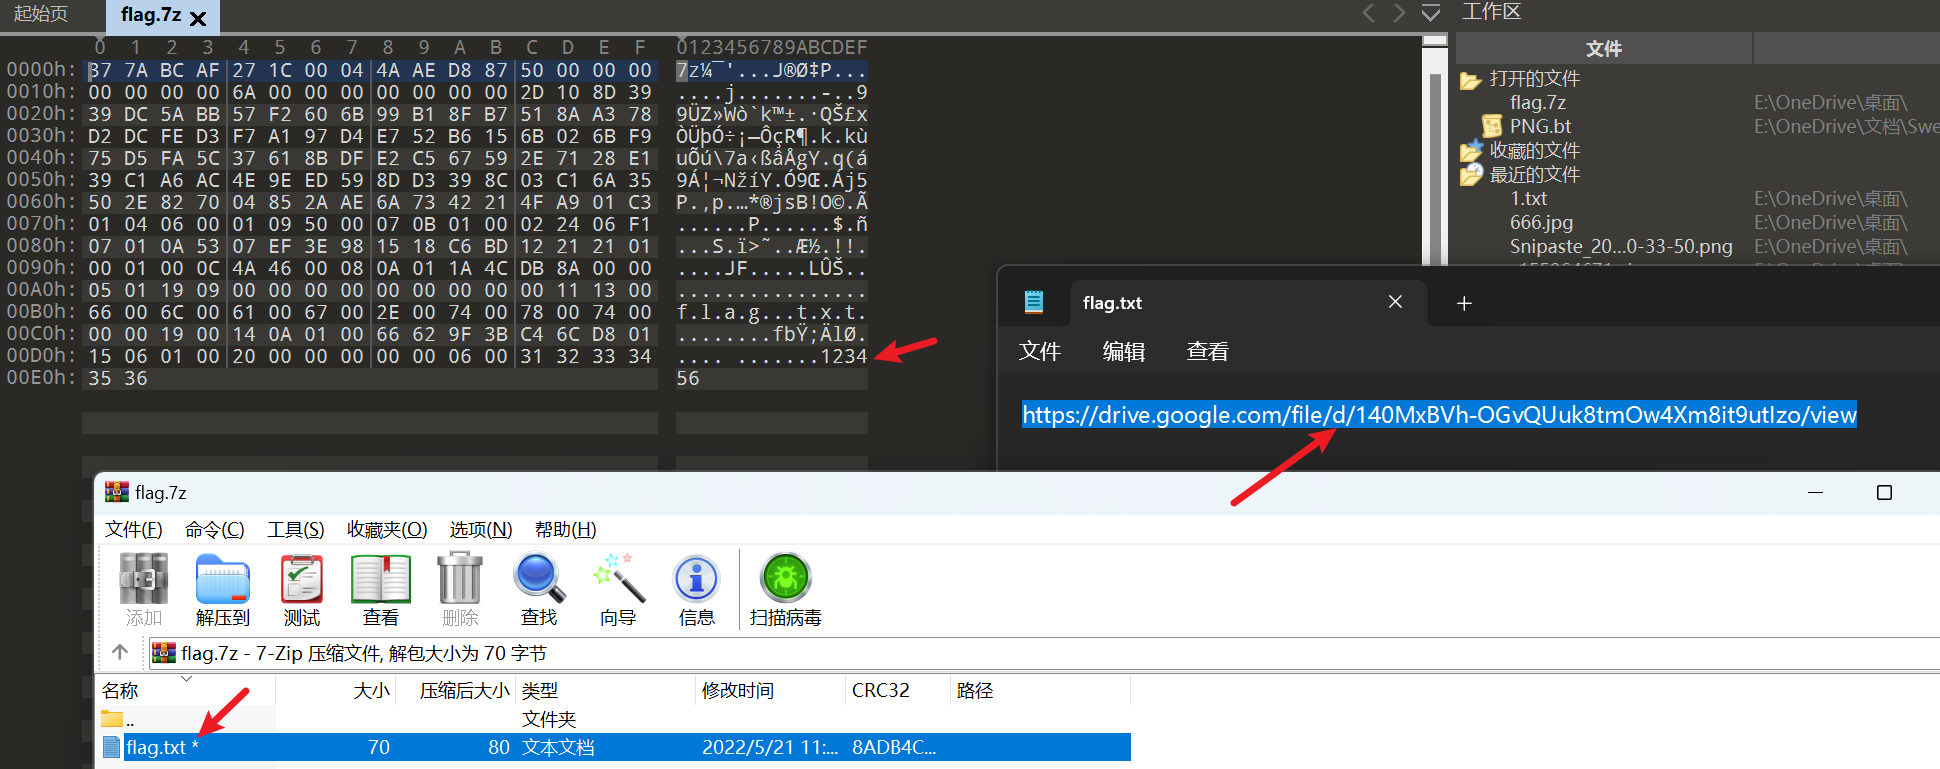 起始页 flag.7z
工作区
0 1 2 3 4 5 6 7 8 9 A B C D E F 0123456789ABCDEF
0000h: 37 7A BC AF 27 1C 00 04 4A AE D8 87 50 00 00 00 7z¼¯'...J®Ø‡P...
0010h: 00 00 00 00 6A 00 00 00 00 00 00 00 2D 10 8D 39 ....j.......-..9
0020h: 39 DC 5A BB 57 F2 60 6B 99 B1 8F B7 51 8A A3 78 9ÜZ»Wò`k™±.·QŠ£x
0030h: D2 DC FE D3 F7 A1 97 D4 E7 52 B6 15 6B 02 6B F9 ÒÜþÓ÷¡—ÔçR¶.k.kù
0040h: 75 D5 FA 5C 37 61 8B DF E2 C5 67 59 2E 71 28 E1 uÕú\7a‹ßâÅgY.q(á
0050h: 39 C1 A6 AC 4E 9E ED 59 8D D3 39 8C 03 C1 6A 35 9Á¦¬NžíY.Ó9Œ.Áj5
0060h: 50 2E 82 70 04 85 2A AE 6A 73 42 21 4F A9 01 C3 P.‚p.…*®jsB!O©.Ã
0070h: 01 04 06 00 01 09 50 00 07 0B 01 00 02 24 06 F1 ......P......$.ñ
0080h: 07 01 0A 53 07 EF 3E 98 15 18 C6 BD 12 21 21 01 ...S.ï>˜..Æ½.!!.
0090h: 00 01 00 0C 4A 46 00 08 0A 01 1A 4C DB 8A 00 00 ....JF.....LÛŠ..
00A0h: 05 01 19 09 00 00 00 00 00 00 00 00 00 11 13 00 ................
00B0h: 66 00 6C 00 61 00 67 00 2E 00 74 00 78 00 74 00 f.l.a.g...t.x.t.
00C0h: 00 00 19 00 14 0A 01 00 66 62 9F 3B C4 6C D8 01 ........fbŸ;ÄlØ.
00D0h: 15 06 01 00 20 00 00 00 00 00 06 00 31 32 33 34 .... .......1234
00E0h: 35 36 56
文件
打开的文件
flag.7z E:\OneDrive\桌面\
PNG.bt E:\OneDrive\文档\Swe
收藏的文件
最近的文件
1.txt E:\OneDrive\桌面\
666.jpg E:\OneDrive\桌面\
Snipaste_20...0-33-50.png E:\OneDrive\桌面\
flag.txt
文件 编辑 查看
https://drive.google.com/file/d/140MxBVh-OGvQUuk8tmOw4Xm8it9utIzo/view
flag.7z
文件(F) 命令(C) 工具(S) 收藏夹(O) 选项(N) 帮助(H)
添加 解压到 测试 查看 删除 查找 向导 信息 扫描病毒
flag.7z - 7-Zip 压缩文件, 解包大小为 70 字节
名称 大小 压缩后大小 类型 修改时间 CRC32 路径
.. 文件夹
flag.txt * 70 80 文本文档 2022/5/21 11:... 8ADB4C...